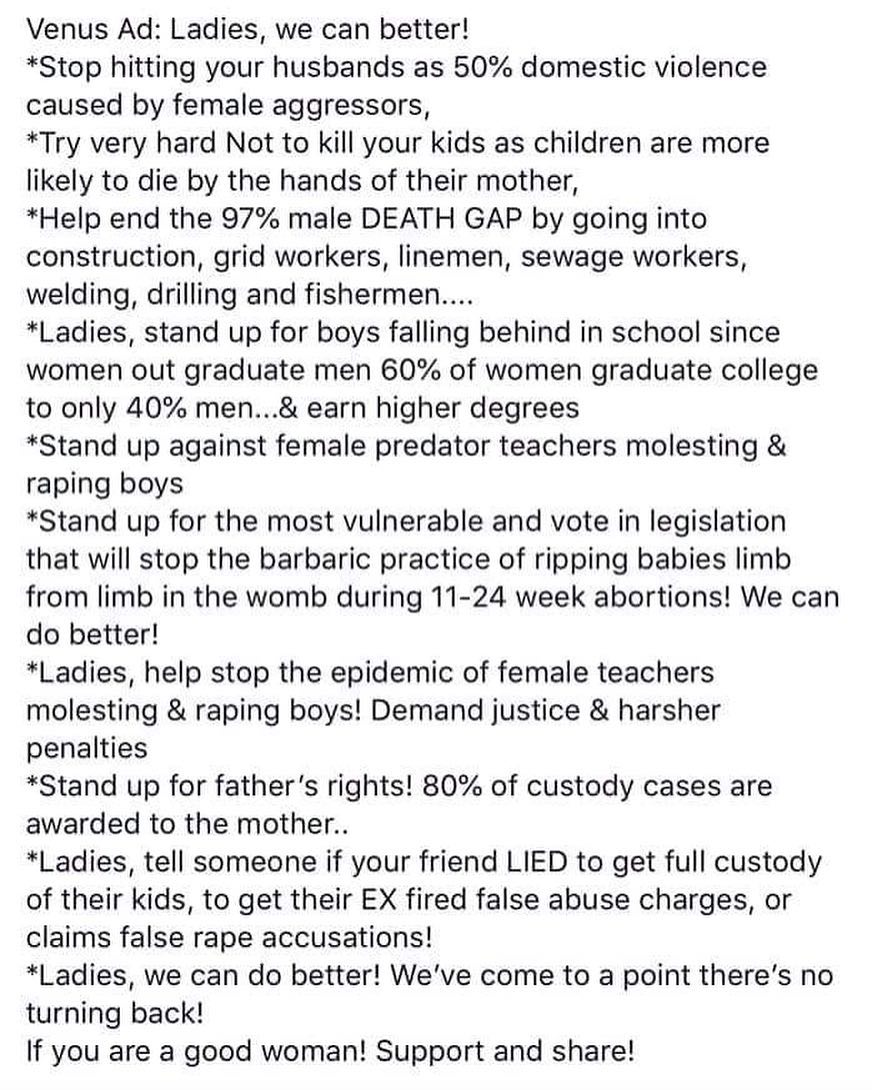 Venus Ad: Ladies, we can better!
*Stop hitting your husbands as 50% domestic violence
caused by female aggressors,
*Try very hard Not to kill your kids as children are more
likely to die by the hands of their mother,
*Help end the 97% male DEATH GAP by going into
construction, grid workers, linemen, sewage workers,
welding, drilling and fishermen....
*Ladies, stand up for boys falling behind in school since
women out graduate men 60% of women graduate college
to only 40% men...& earn higher degrees
*Stand up against female predator teachers molesting &
raping boys
*Stand up for the most vulnerable and vote in legislation
that will stop the barbaric practice of ripping babies limb
from limb in the womb during 11-24 week abortions! We can
do better!
*Ladies, help stop the epidemic of female teachers
molesting & raping boys! Demand justice & harsher
penalties
*Stand up for father’s rights! 80% of custody cases are
awarded to the mother..
*Ladies, tell someone if your friend LIED to get full custody
of their kids, to get their EX fired false abuse charges, or
claims false rape accusations!
*Ladies, we can do better! We’ve come to a point there’s no
turning back!
If you are a good woman! Support and share!